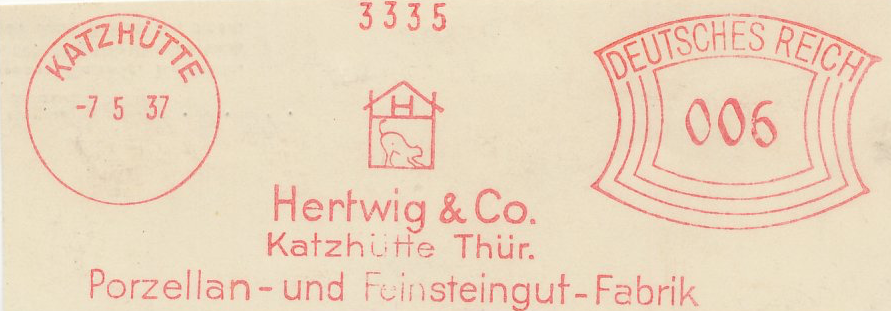 3335
KATZHÜTTE
-7 5 37
H
DEUTSCHES REICH
006
Hertwig & Co.
Katzhütte Thür.
Porzellan-und Feinsteingut-Fabrik